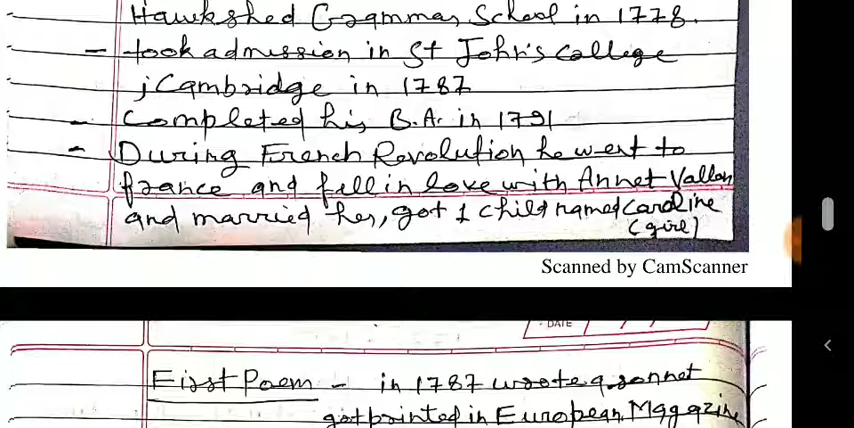 Hawkshed Grammar School in 1778.
- took admission in St John's College
, Cambridge in 1787
- Completed his B.A. in 1791
- During French Revolution he went to
france and fell in love with Annet Vallon
and married her, got 1 child named Caroline
(girl)
Scanned by CamScanner
DATE
First Poem - in 1787 wrote a sonnet
got printed in European Magazine